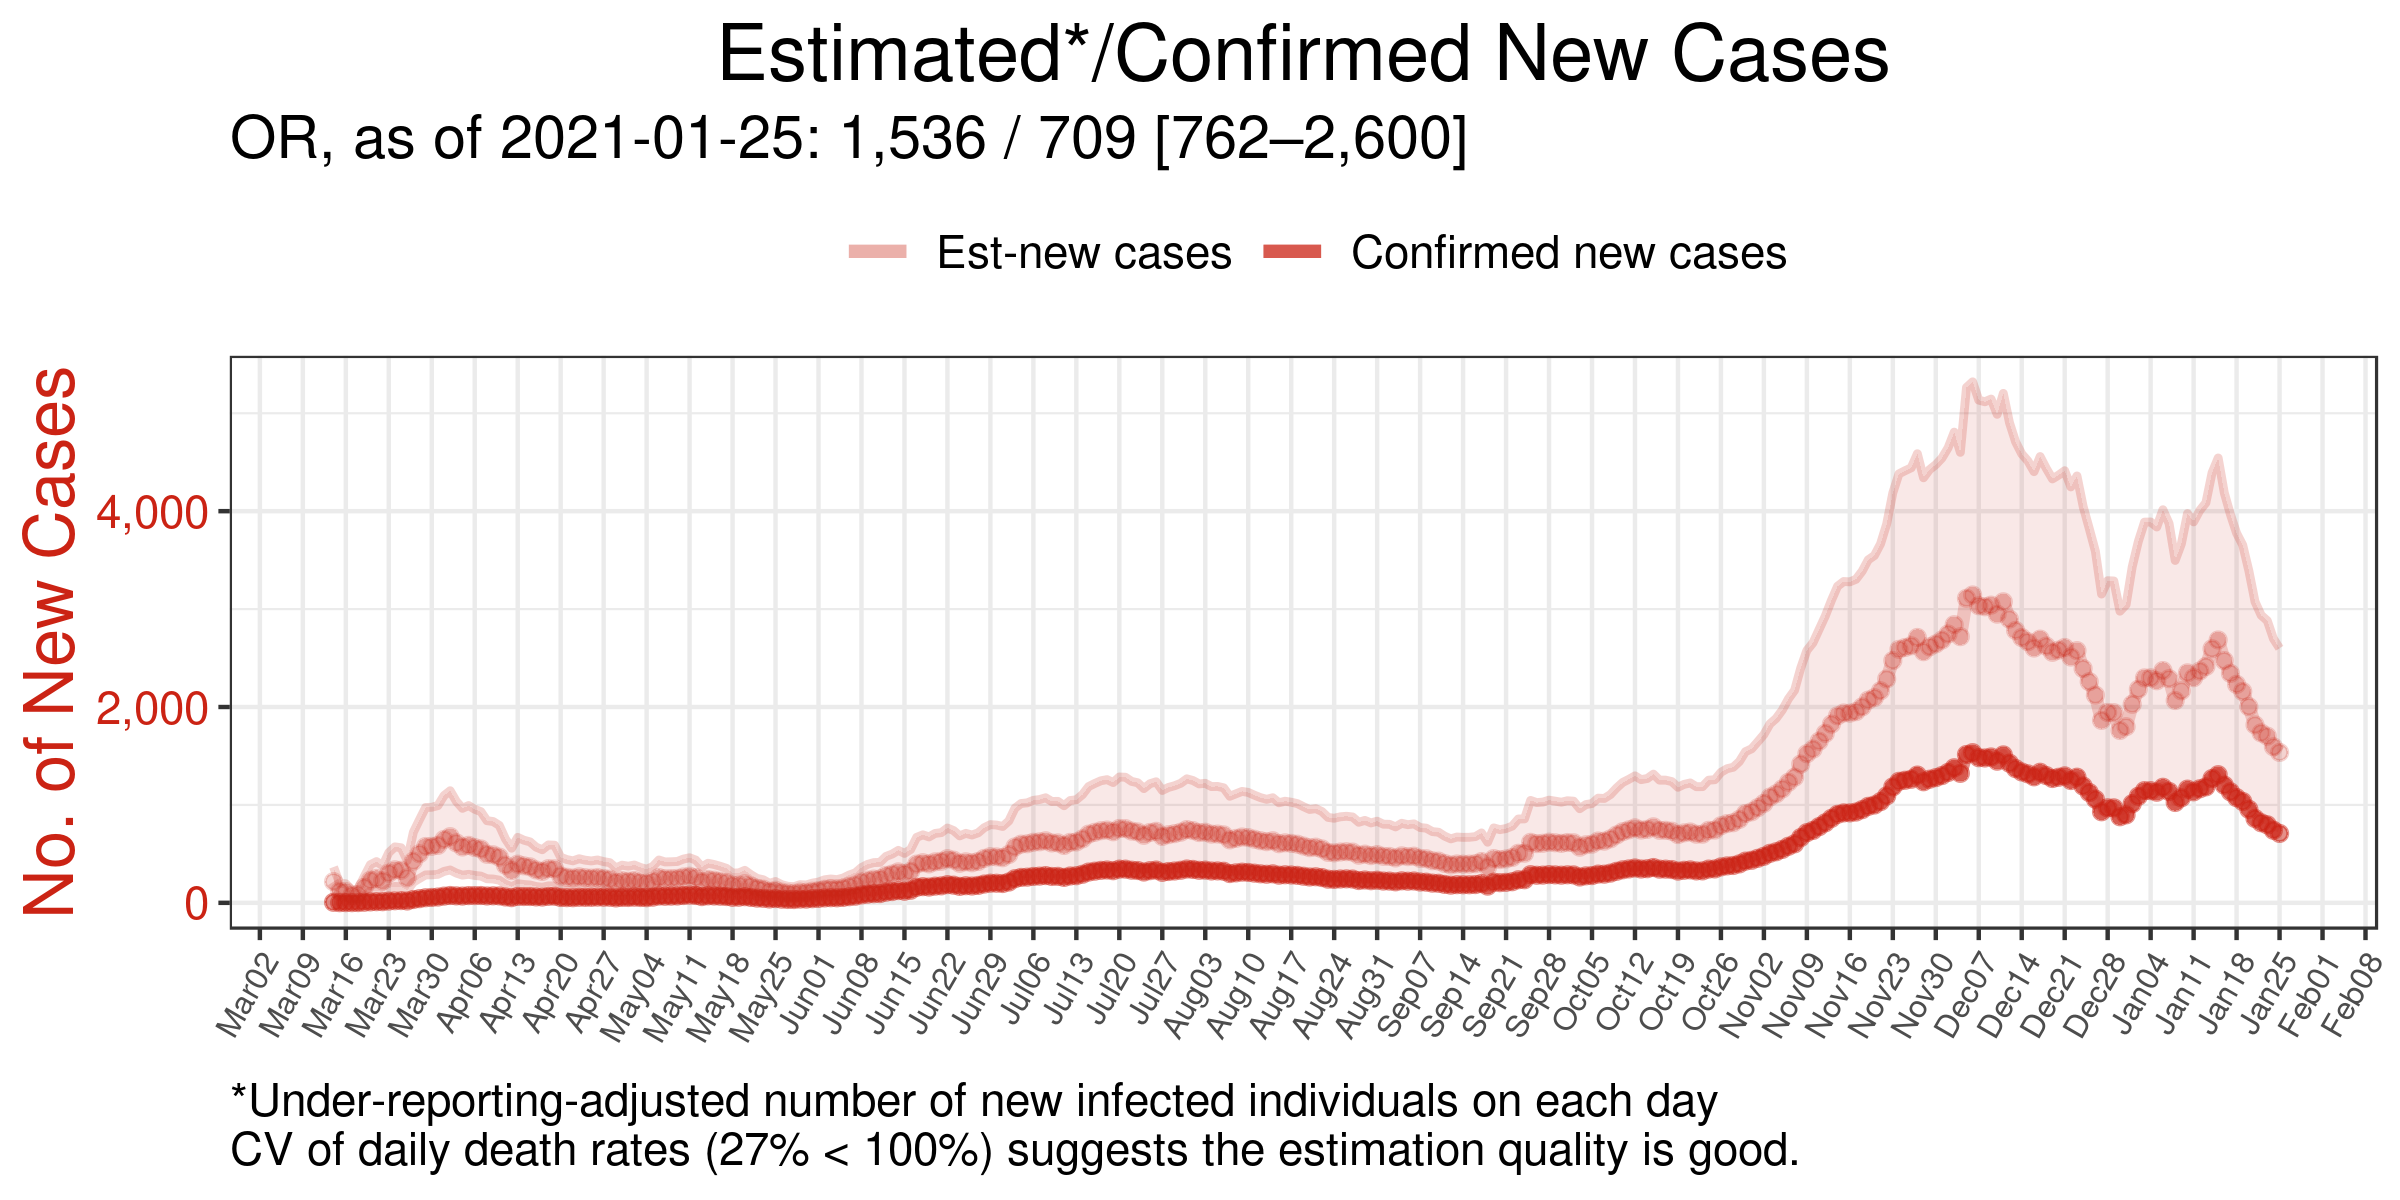 Estimated*/Confirmed New Cases
OR, as of 2021-01-25: 1,536 / 709 [762–2,600]
Est-new cases
Confirmed new cases
No. of New Cases
4,000
2,000
0
Mar02
Mar09
Mar16
Mar23
Mar30
Apr06
Apr13
Apr20
Apr27
May04
May11
May18
May25
Jun01
Jun08
Jun15
Jun22
Jun29
Jul06
Jul13
Jul20
Jul27
Aug03
Aug10
Aug17
Aug24
Aug31
Sep07
Sep14
Sep21
Sep28
Oct05
Oct12
Oct19
Oct26
Nov02
Nov09
Nov16
Nov23
Nov30
Dec07
Dec14
Dec21
Dec28
Jan04
Jan11
Jan18
Jan25
Feb01
Feb08
*Under-reporting-adjusted number of new infected individuals on each day
CV of daily death rates (27% < 100%) suggests the estimation quality is good.